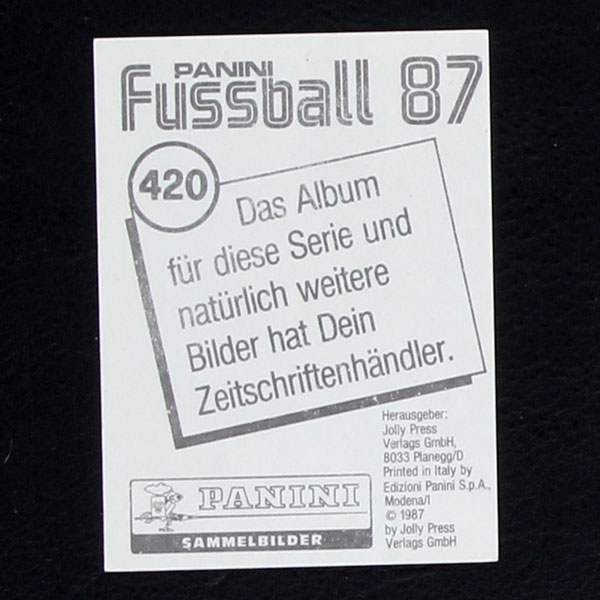 PANINI
Fussball 87
420
Das Album
für diese Serie und
natürlich weitere
Bilder hat Dein
Zeitschriftenhändler.
Herausgeber:
Jolly Press
Verlags GmbH,
8033 Planegg/D
Printed in Italy by
Edizioni Panini S.p.A.,
Modena/I
© 1987
by Jolly Press
Verlags GmbH
PANINI
SAMMELBILDER